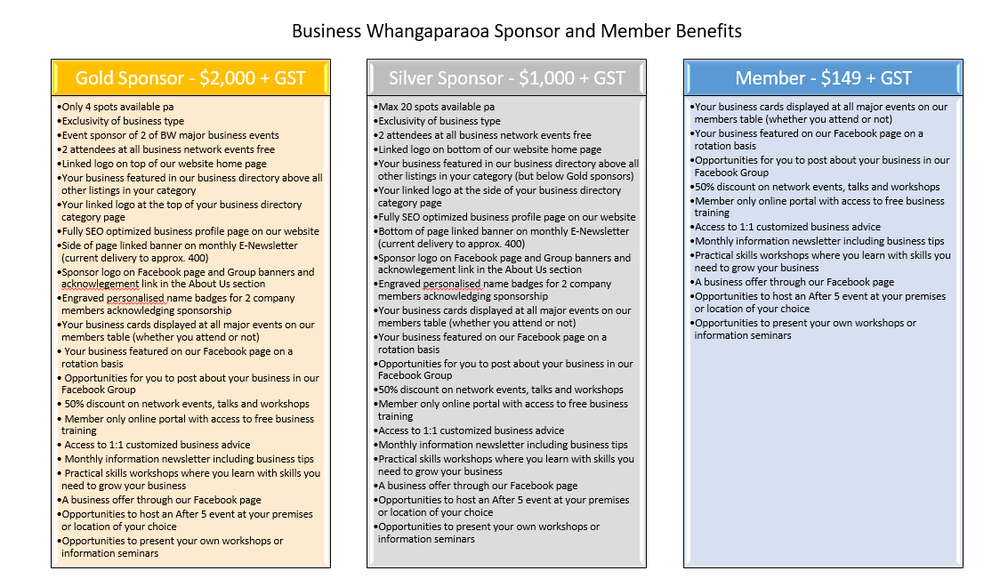 Business Whangaparaoa Sponsor and Member Benefits
Gold Sponsor - $2,000 + GST
•Only 4 spots available pa
•Exclusivity of business type
•Event sponsor of 2 of BW major business events
•2 attendees at all business network events free
•Linked logo on top of our website home page
•Your business featured in our business directory above all
other listings in your category
•Your linked logo at the top of your business directory
category page
•Fully SEO optimized business profile page on our website
•Side of page linked banner on monthly E-Newsletter
(current delivery to approx. 400)
•Sponsor logo on Facebook page and Group banners and
acknowlegement link in the About Us section
•Engraved personalised name badges for 2 company
members acknowledging sponsorship
•Your business cards displayed at all major events on our
members table (whether you attend or not)
• Your business featured on our Facebook page on a
rotation basis
• Opportunities for you to post about your business in our
Facebook Group
• 50% discount on network events, talks and workshops
• Member only online portal with access to free business
training
• Access to 1:1 customized business advice
• Monthly information newsletter including business tips
• Practical skills workshops where you learn with skills you
need to grow your business
•A business offer through our Facebook page
•Opportunities to host an After 5 event at your premises
or location of your choice
•Opportunities to present your own workshops or
information seminars
Silver Sponsor - $1,000 + GST
•Max 20 spots available pa
•Exclusivity of business type
•2 attendees at all business network events free
•Linked logo on bottom of our website home page
•Your business featured in our business directory above all
other listings in your category (but below Gold sponsors)
•Your linked logo at the side of your business directory
category page
•Fully SEO optimized business profile page on our website
•Bottom of page linked banner on monthly E-Newsletter
(current delivery to approx. 400)
•Sponsor logo on Facebook page and Group banners and
acknowlegement link in the About Us section
•Engraved personalised name badges for 2 company
members acknowledging sponsorship
•Your business cards displayed at all major events on our
members table (whether you attend or not)
•Your business featured on our Facebook page on a
rotation basis
•Opportunities for you to post about your business in our
Facebook Group
•50% discount on network events, talks and workshops
•Member only online portal with access to free business
training
•Access to 1:1 customized business advice
•Monthly information newsletter including business tips
•Practical skills workshops where you learn with skills you
need to grow your business
•A business offer through our Facebook page
•Opportunities to host an After 5 event at your premises
or location of your choice
•Opportunities to present your own workshops or
information seminars
Member - $149 + GST
•Your business cards displayed at all major events on our
members table (whether you attend or not)
•Your business featured on our Facebook page on a
rotation basis
•Opportunities for you to post about your business in our
Facebook Group
•50% discount on network events, talks and workshops
•Member only online portal with access to free business
training
•Access to 1:1 customized business advice
•Monthly information newsletter including business tips
•Practical skills workshops where you learn with skills you
need to grow your business
•A business offer through our Facebook page
•Opportunities to host an After 5 event at your premises
or location of your choice
•Opportunities to present your own workshops or
information seminars